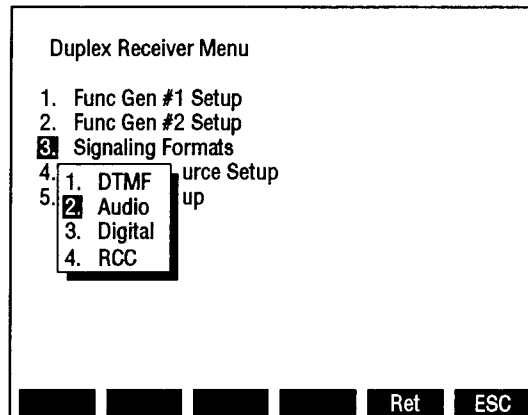 Duplex Receiver Menu
1. Func Gen #1 Setup
2. Func Gen #2 Setup
3. Signaling Formats
4. urce Setup
5. up
1. DTMF
2. Audio
3. Digital
4. RCC
Ret ESC